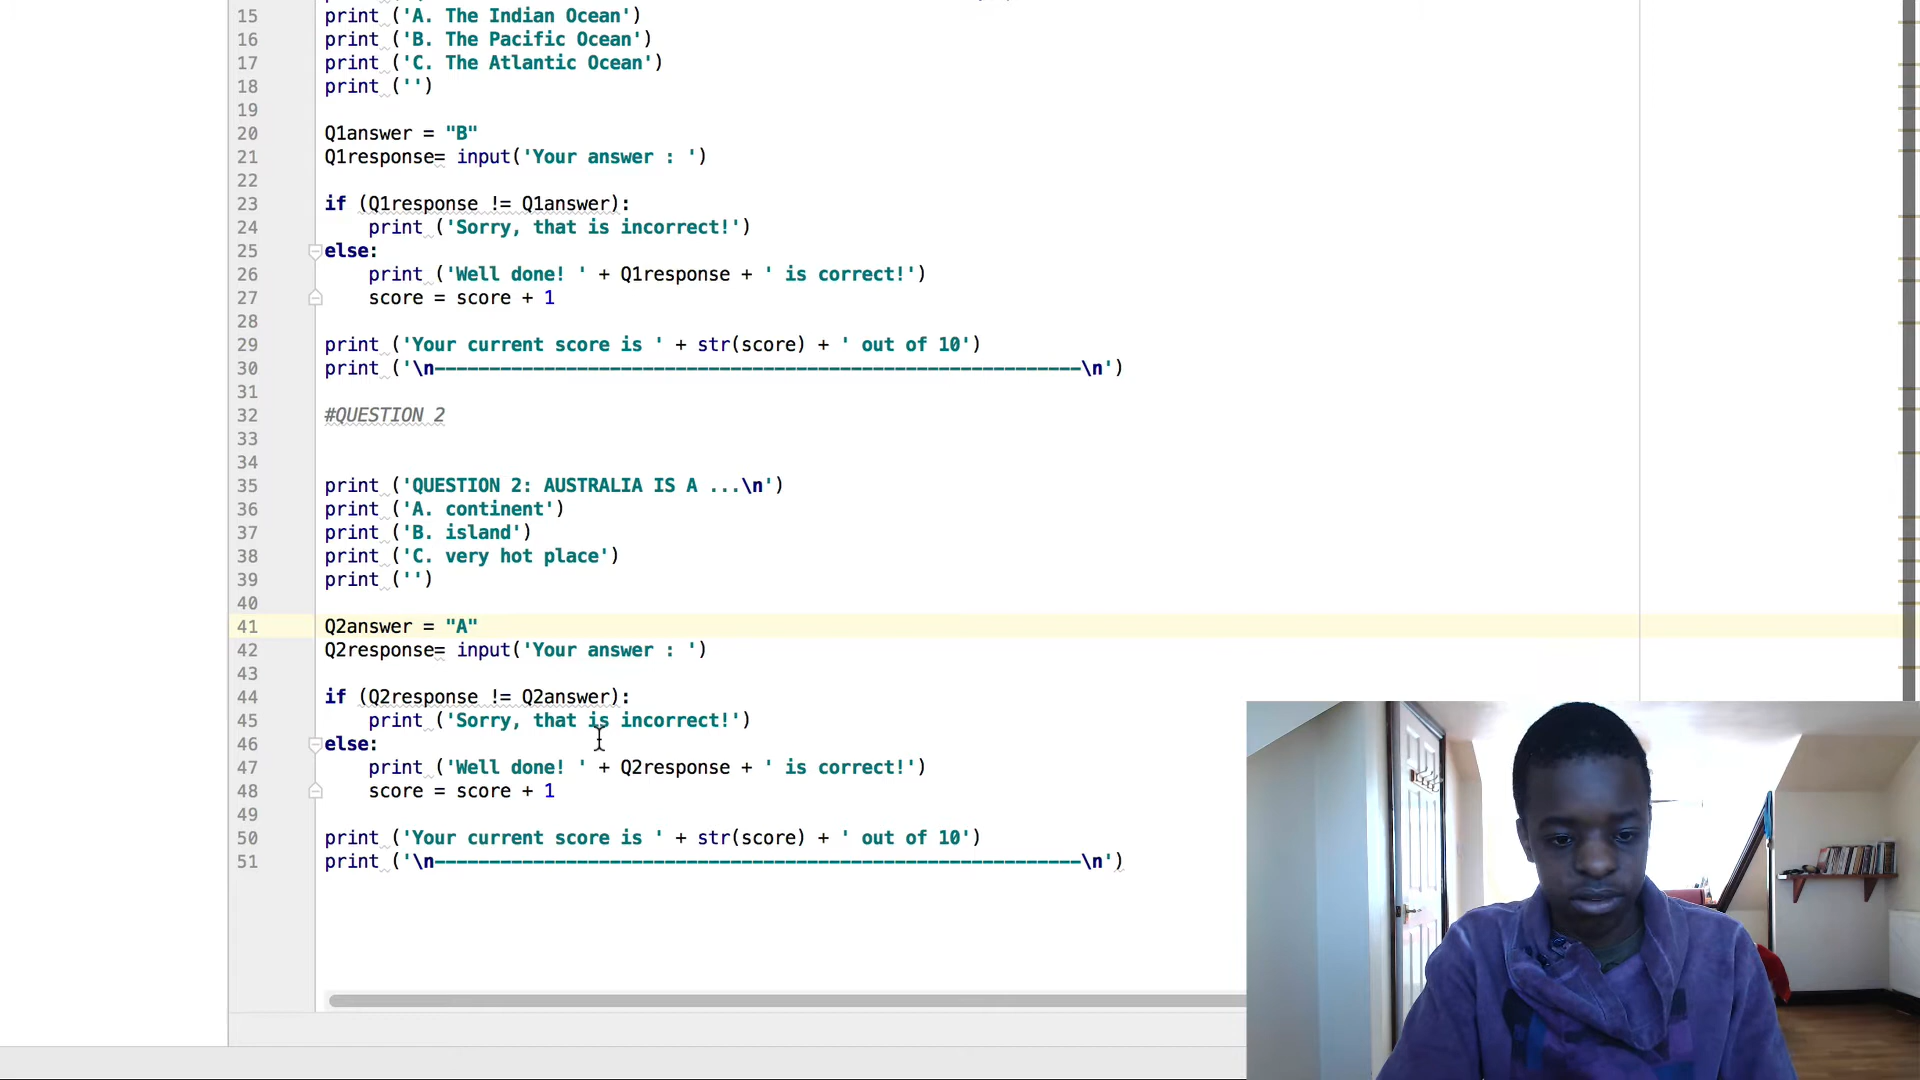 15 print ('A. The Indian Ocean')
16 print ('B. The Pacific Ocean')
17 print ('C. The Atlantic Ocean')
18 print ('')
19
20 Q1answer = "B"
21 Q1response= input('Your answer : ')
22
23 if (Q1response != Q1answer):
24     print ('Sorry, that is incorrect!')
25 else:
26     print ('Well done! ' + Q1response + ' is correct!')
27     score = score + 1
28
29 print ('Your current score is ' + str(score) + ' out of 10')
30 print ('\n-----------------------------------------------------------\n')
31
32 #QUESTION 2
33
34
35 print ('QUESTION 2: AUSTRALIA IS A ...\n')
36 print ('A. continent')
37 print ('B. island')
38 print ('C. very hot place')
39 print ('')
40
41 Q2answer = "A"
42 Q2response= input('Your answer : ')
43
44 if (Q2response != Q2answer):
45     print ('Sorry, that is incorrect!')
46 else:
47     print ('Well done! ' + Q2response + ' is correct!')
48     score = score + 1
49
50 print ('Your current score is ' + str(score) + ' out of 10')
51 print ('\n-----------------------------------------------------------\n')